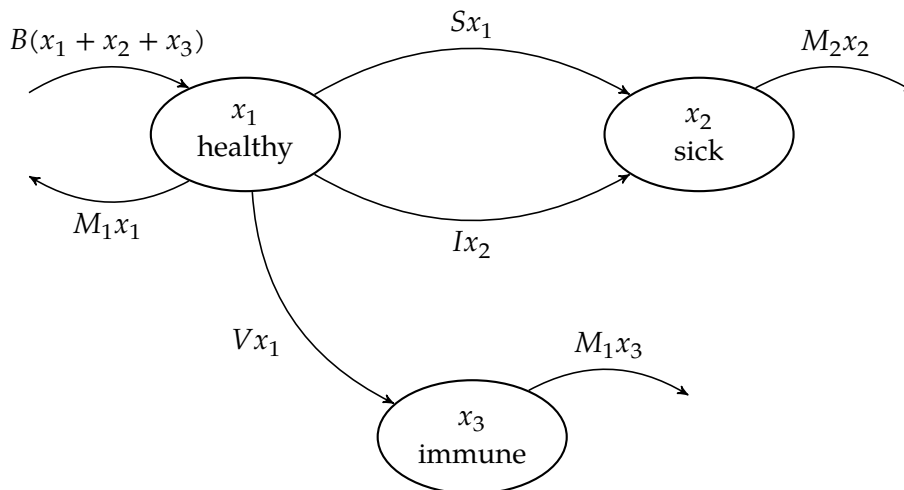 B(x₁ + x₂ + x₃)
Sx₁
M₂x₂
x₁
healthy
x₂
sick
M₁x₁
Ix₂
Vx₁
M₁x₃
x₃
immune